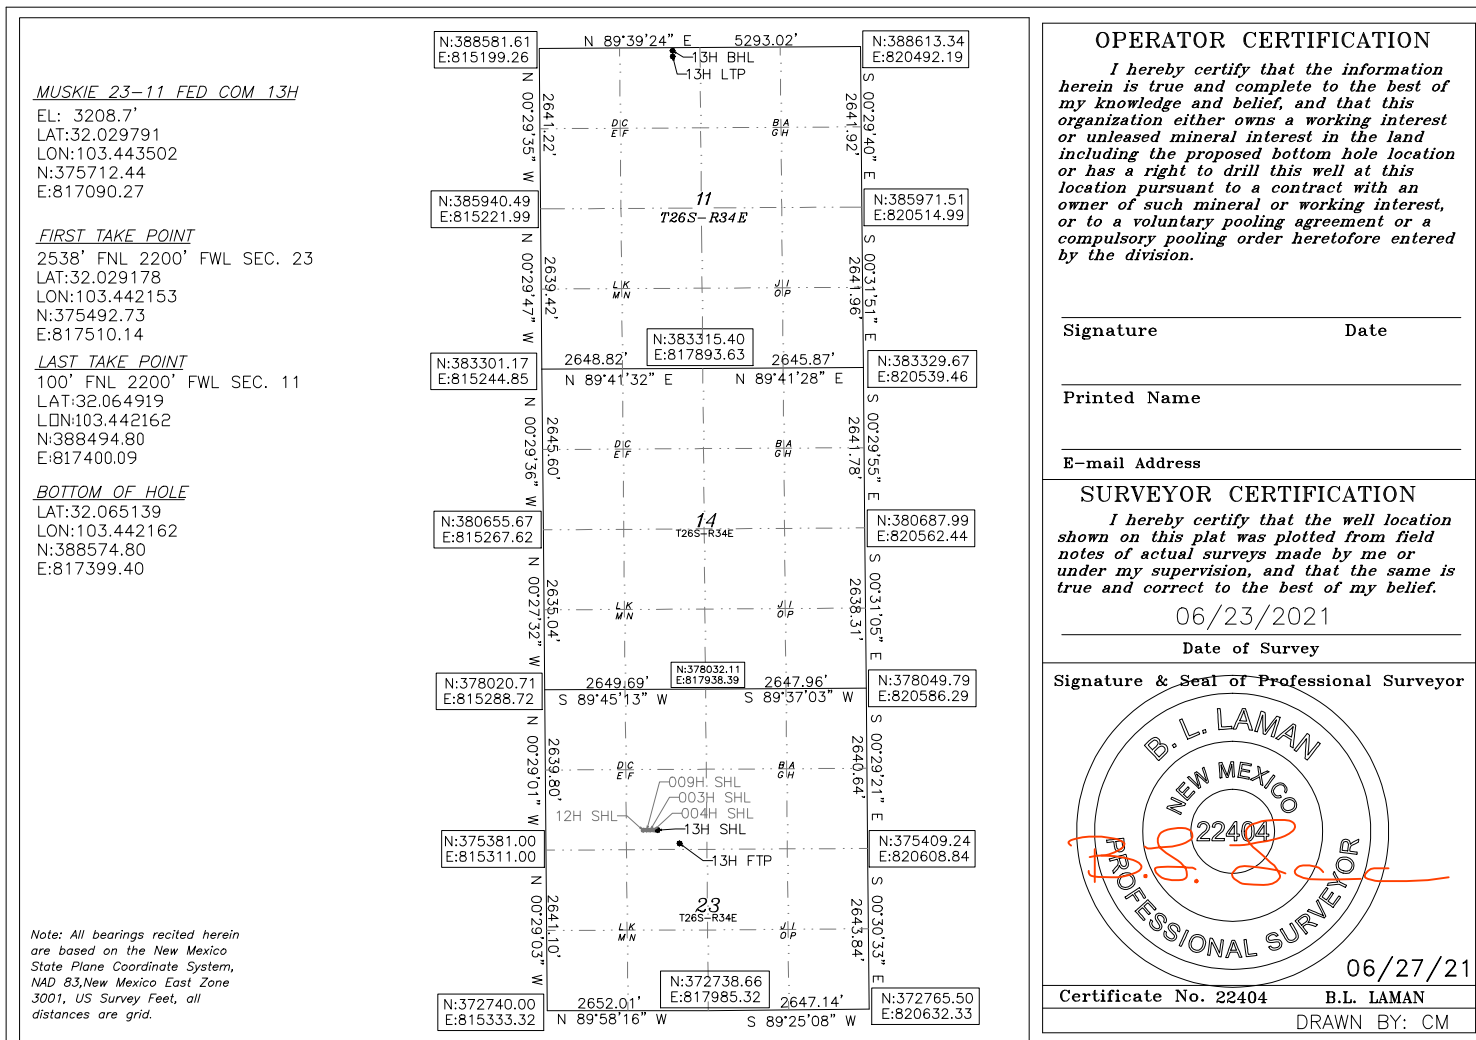 MUSKIE 23-11 FED COM 13H
EL: 3208.7'
LAT:32.029791
LON:103.443502
N:375712.44
E:817090.27
FIRST TAKE POINT
2538' FNL 2200' FWL SEC. 23
LAT:32.029178
LON:103.442153
N:375492.73
E:817510.14
LAST TAKE POINT
100' FNL 2200' FWL SEC. 11
LAT:32.064919
LON:103.442162
N:388494.80
E:817400.09
BOTTOM OF HOLE
LAT:32.065139
LON:103.442162
N:388574.80
E:817399.40
Note: All bearings recited herein
are based on the New Mexico
State Plane Coordinate System,
NAD 83,New Mexico East Zone
3001, US Survey Feet, all
distances are grid.
N:388581.61
E:815199.26
N 89°39'24" E 5293.02'
N:388613.34
E:820492.19
13H BHL
13H LTP
N 00°29'35" W
2641.22'
D C
E F
B A
G H
2641.92'
S 00°29'40" E
N:385940.49
E:815221.99
11
T26S-R34E
N:385971.51
E:820514.99
N 00°29'47" W
2639.42'
L K
M N
J I
O P
2641.96'
S 00°31'51" E
N:383301.17
E:815244.85
2648.82'
N 89°41'32" E
N:383315.40
E:817893.63
2645.87'
N 89°41'28" E
N:383329.67
E:820539.46
N 00°29'36" W
2645.60'
D C
E F
B A
G H
2641.78'
S 00°29'55" E
N:380655.67
E:815267.62
14
T26S-R34E
N:380687.99
E:820562.44
N 00°27'32" W
2635.04'
L K
M N
J I
O P
2638.31'
S 00°31'05" E
N:378020.71
E:815288.72
2649.69'
S 89°45'13" W
N:378032.11
E:817938.39
2647.96'
S 89°37'03" W
N:378049.79
E:820586.29
N 00°29'01" W
2639.80'
D C
E F
B A
G H
2640.64'
S 00°29'21" E
009H SHL
003H SHL
004H SHL
12H SHL
13H SHL
13H FTP
N:375381.00
E:815311.00
N:375409.24
E:820608.84
N 00°29'03" W
2641.10'
23
T26S-R34E
L K
M N
J I
O P
2643.84'
S 00°30'33" E
N:372740.00
E:815333.32
2652.01'
N 89°58'16" W
N:372738.66
E:817985.32
2647.14'
S 89°25'08" W
N:372765.50
E:820632.33
OPERATOR CERTIFICATION
I hereby certify that the information
herein is true and complete to the best of
my knowledge and belief, and that this
organization either owns a working interest
or unleased mineral interest in the land
including the proposed bottom hole location
or has a right to drill this well at this
location pursuant to a contract with an
owner of such mineral or working interest,
or to a voluntary pooling agreement or a
compulsory pooling order heretofore entered
by the division.
Signature Date
Printed Name
E-mail Address
SURVEYOR CERTIFICATION
I hereby certify that the well location
shown on this plat was plotted from field
notes of actual surveys made by me or
under my supervision, and that the same is
true and correct to the best of my belief.
06/23/2021
Date of Survey
Signature & Seal of Professional Surveyor
B. L. LAMAN
NEW MEXICO
22404
PROFESSIONAL SURVEYOR
B.L. Laman
06/27/21
Certificate No. 22404 B.L. LAMAN
DRAWN BY: CM